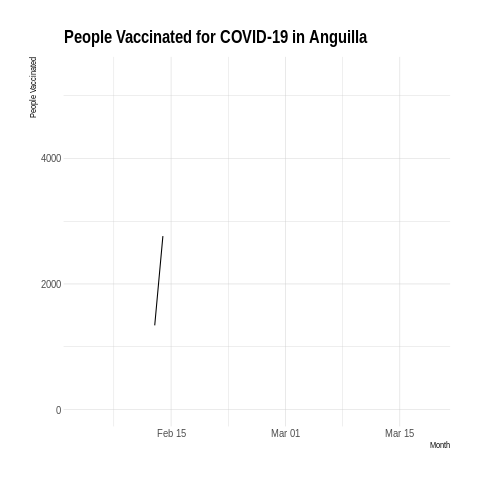 People Vaccinated for COVID-19 in Anguilla
People Vaccinated
4000
2000
0
Feb 15
Mar 01
Mar 15
Month